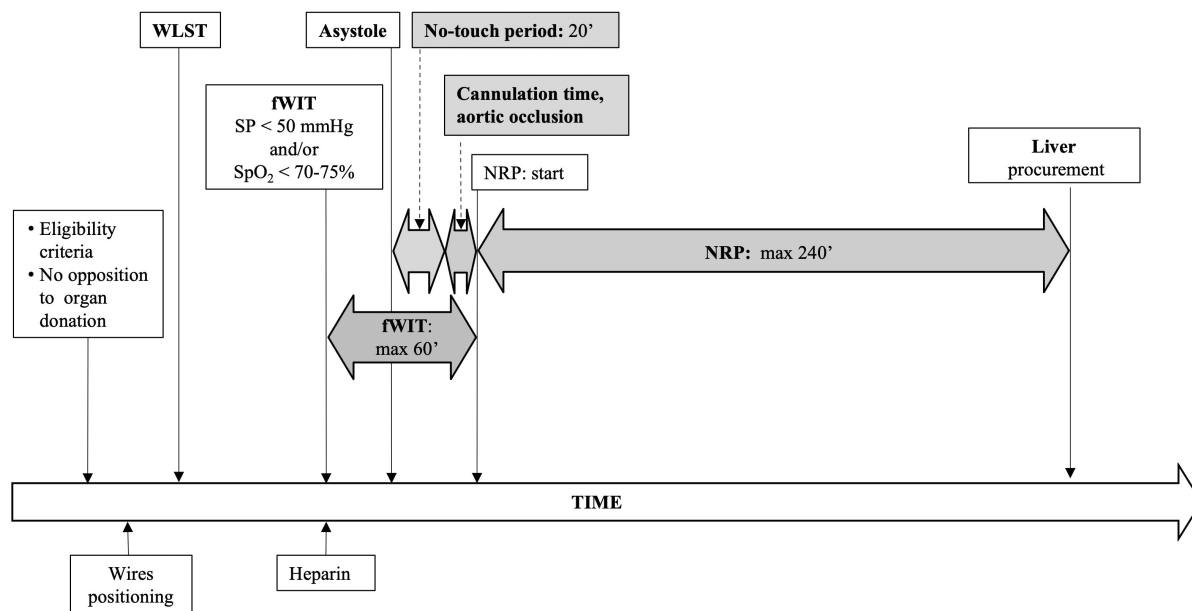 WLST
Asystole
No-touch period: 20’
fWIT
SP < 50 mmHg
and/or
SpO₂ < 70-75%
Cannulation time,
aortic occlusion
NRP: start
Liver
procurement
• Eligibility
criteria
• No opposition
to organ
donation
NRP: max 240’
fWIT:
max 60’
TIME
Wires
positioning
Heparin